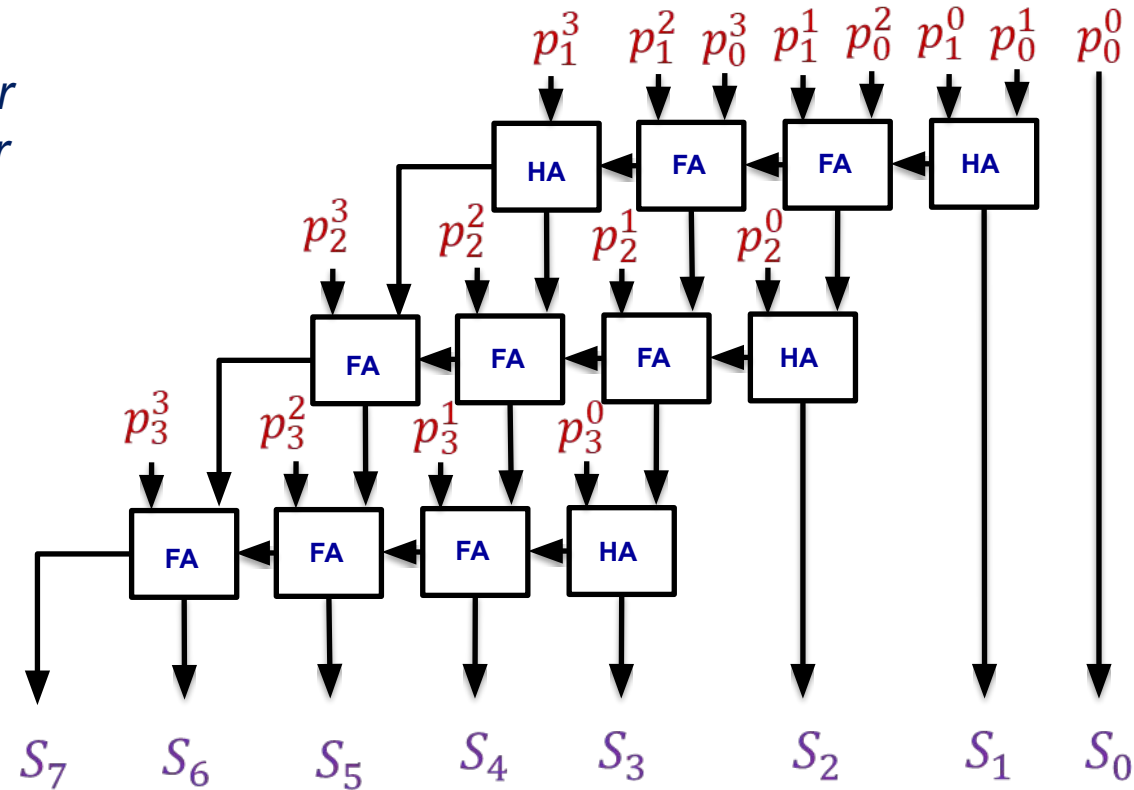 $p_1^3$ $p_1^2$ $p_0^3$ $p_1^1$ $p_0^2$ $p_1^0$ $p_0^1$ $p_0^0$
r
r
HA FA FA HA
$p_2^3$ $p_2^2$ $p_2^1$ $p_2^0$
FA FA FA HA
$p_3^3$ $p_3^2$ $p_3^1$ $p_3^0$
FA FA FA HA
$S_7$ $S_6$ $S_5$ $S_4$ $S_3$ $S_2$ $S_1$ $S_0$